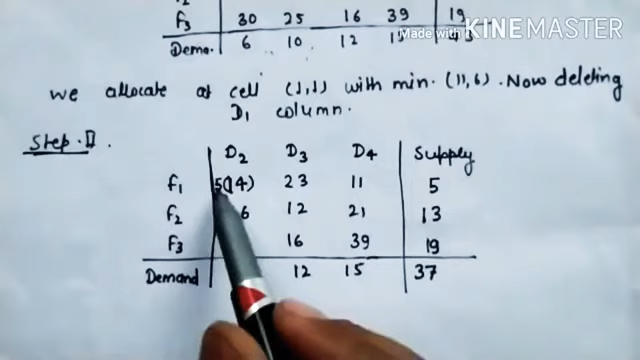 f3 30 25 16 39 19
Made with KINEMASTER
Demo. 6 10 12 15
we allocate at cell (1,1) with min. (11,6). Now deleting
D1 column.
Step. II.
D2 D3 D4 Supply
f1 5(14) 23 11 5
f2 6 12 21 13
f3 16 39 19
Demand 12 15 37